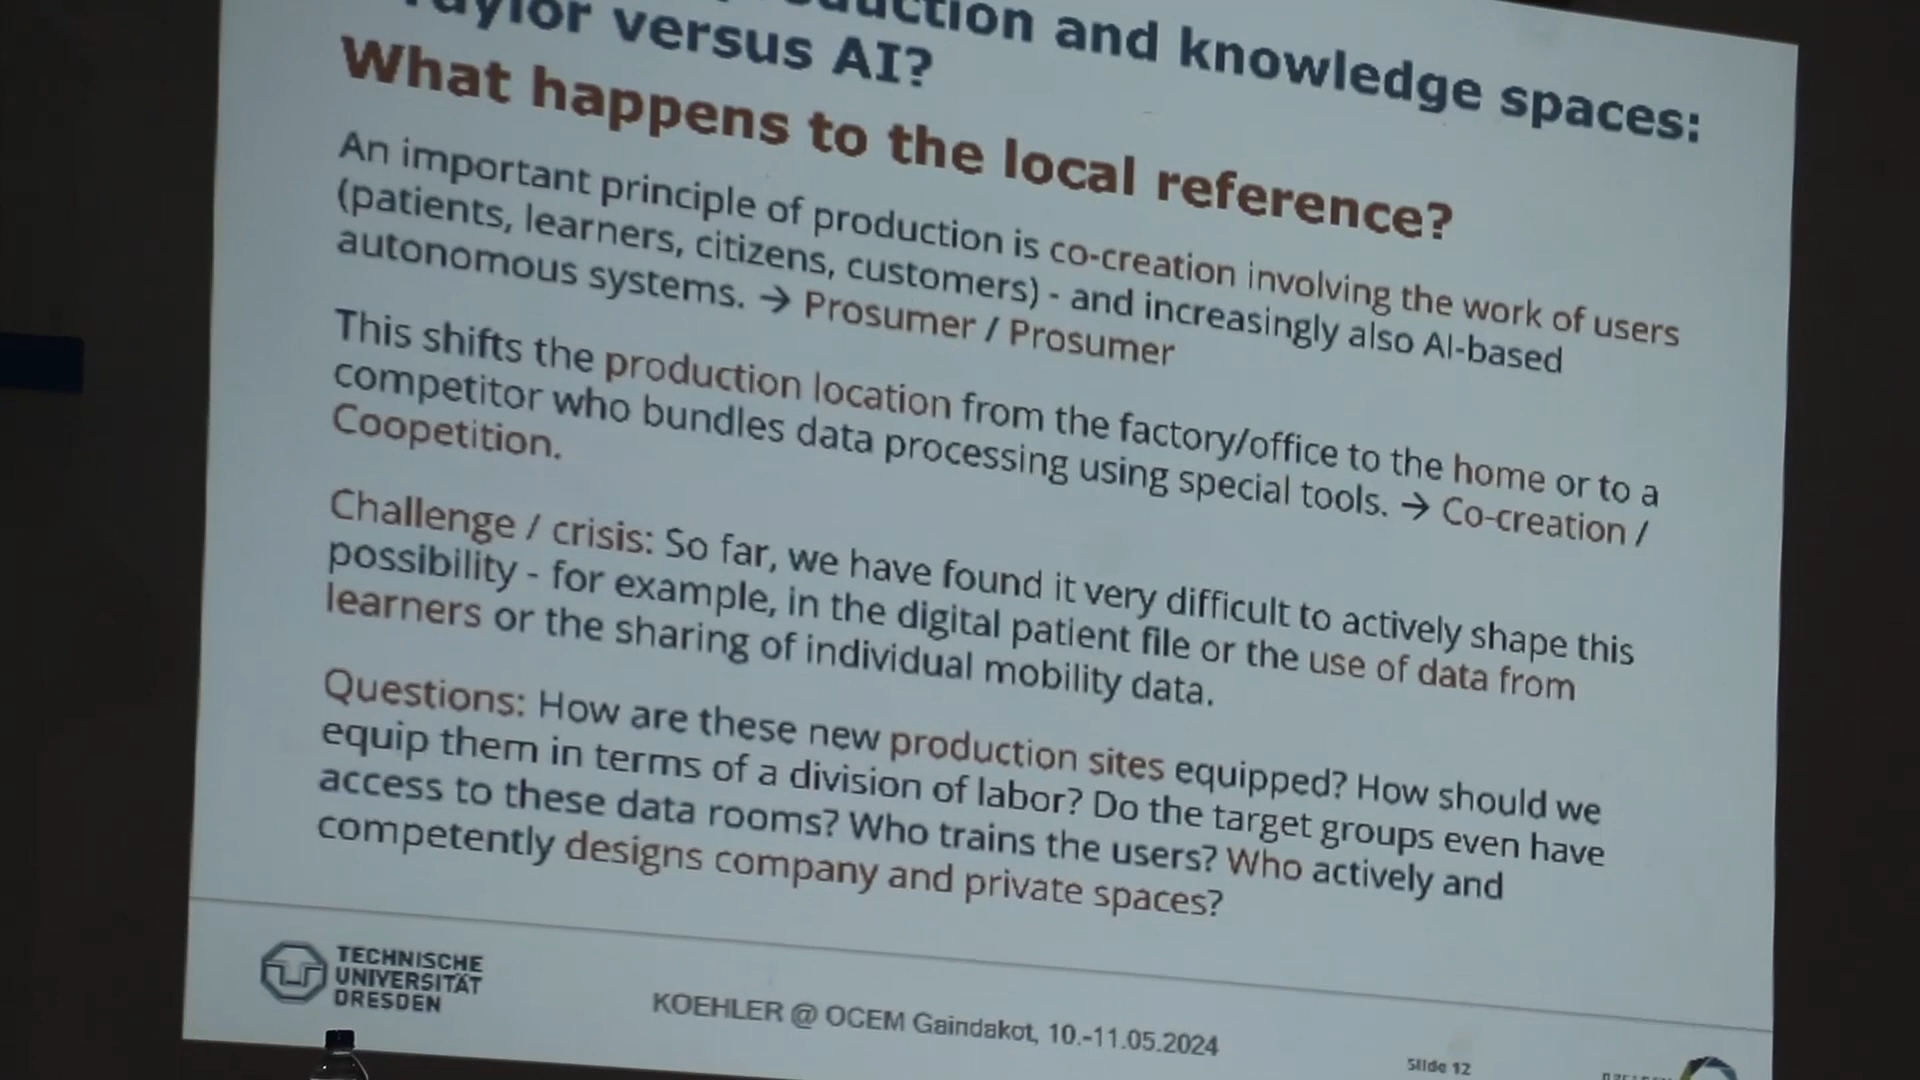 and knowledge spaces:
Taylor versus AI?
What happens to the local reference?
An important principle of production is co-creation involving the work of users
(patients, learners, citizens, customers) - and increasingly also AI-based
autonomous systems. → Prosumer / Prosumer
This shifts the production location from the factory/office to the home or to a
competitor who bundles data processing using special tools. → Co-creation /
Coopetition.
Challenge / crisis: So far, we have found it very difficult to actively shape this
possibility - for example, in the digital patient file or the use of data from
learners or the sharing of individual mobility data.
Questions: How are these new production sites equipped? How should we
equip them in terms of a division of labor? Do the target groups even have
access to these data rooms? Who trains the users? Who actively and
competently designs company and private spaces?
TECHNISCHE
UNIVERSITÄT
DRESDEN
KOEHLER @ OCEM Gaindakot, 10.-11.05.2024
Slide 12